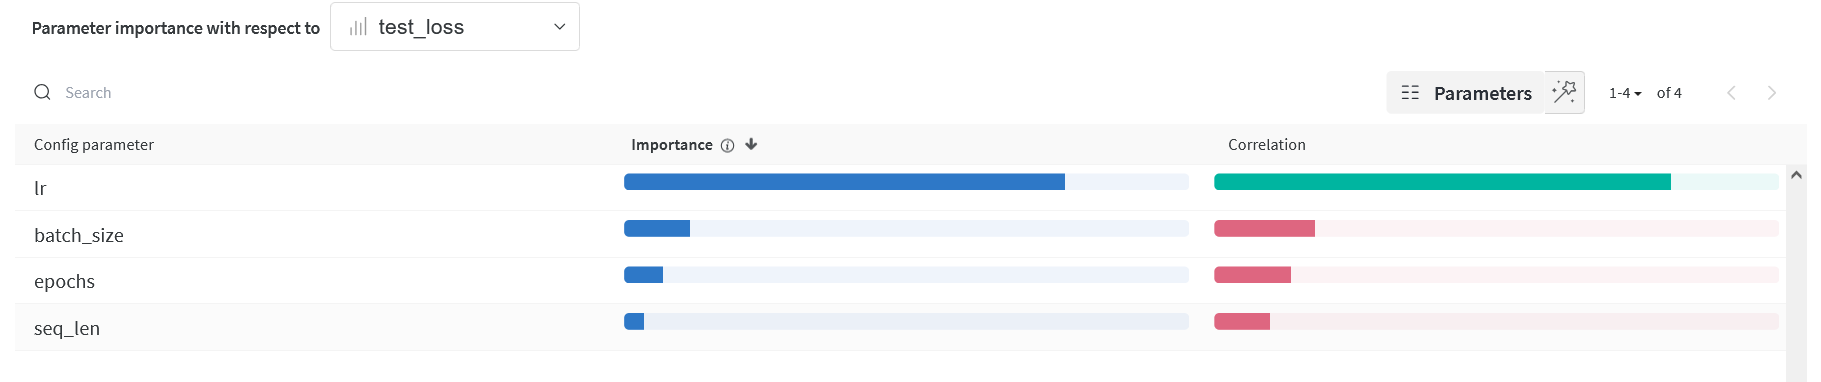 Parameter importance with respect to test_loss
Search Parameters 1-4 of 4
Config parameter Importance Correlation
lr
batch_size
epochs
seq_len